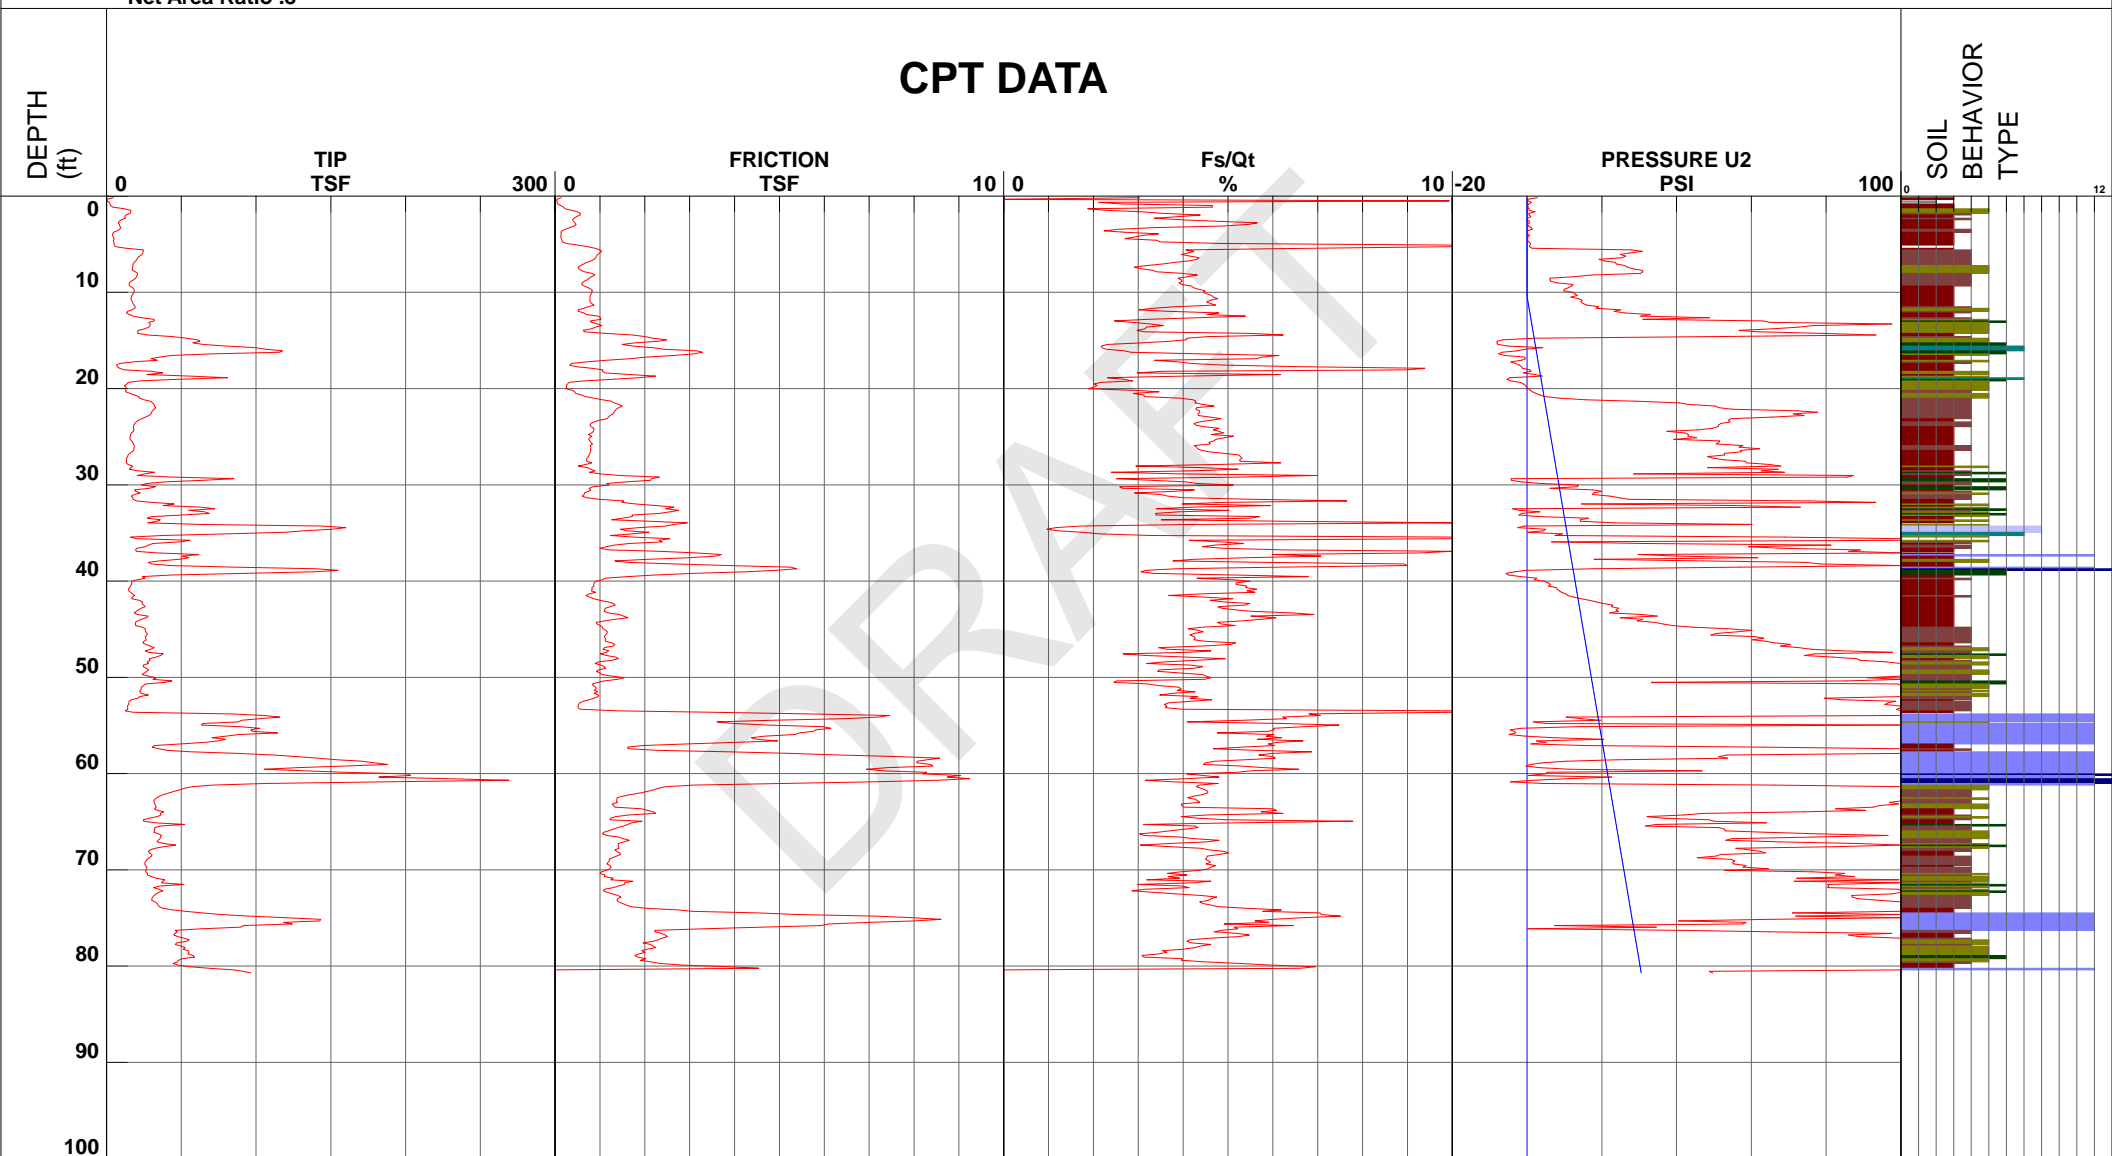 CPT DATA
DEPTH
(ft)
TIP
TSF
0
300
FRICTION
TSF
0
10
Fs/Qt
%
0
10
PRESSURE U2
PSI
-20
100
SOIL
BEHAVIOR
TYPE
0
12
0
10
20
30
40
50
60
70
80
90
100
DRAFT